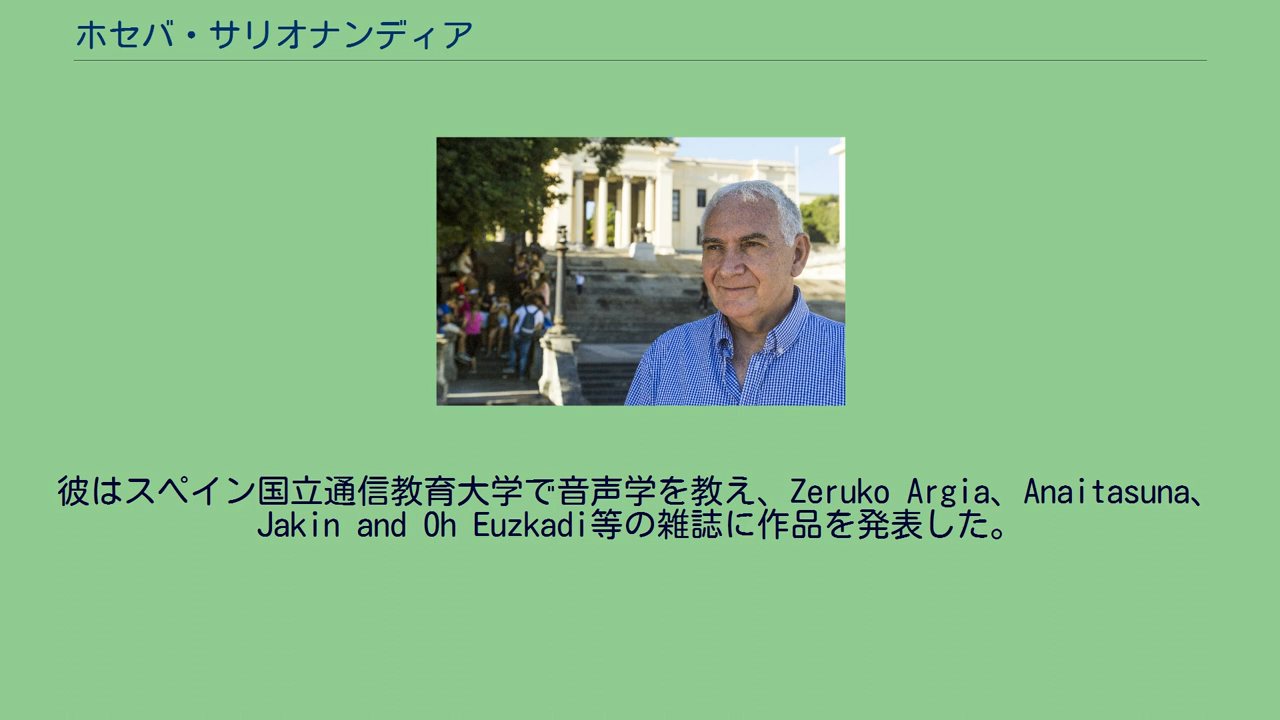 ホセバ・サリオナンディア
彼はスペイン国立通信教育大学で音声学を教え、Zeruko Argia、Anaitasuna、
Jakin and Oh Euzkadi等の雑誌に作品を発表した。